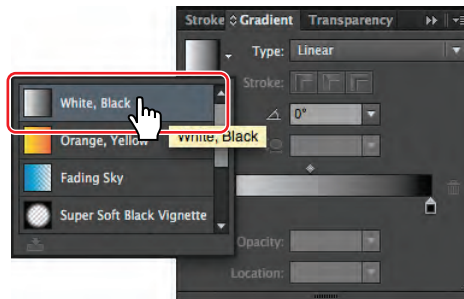 Stroke Gradient Transparency
Type: Linear
Stroke:
White, Black
0°
Orange, Yellow
White, Black
Fading Sky
Super Soft Black Vignette
Opacity:
Location: